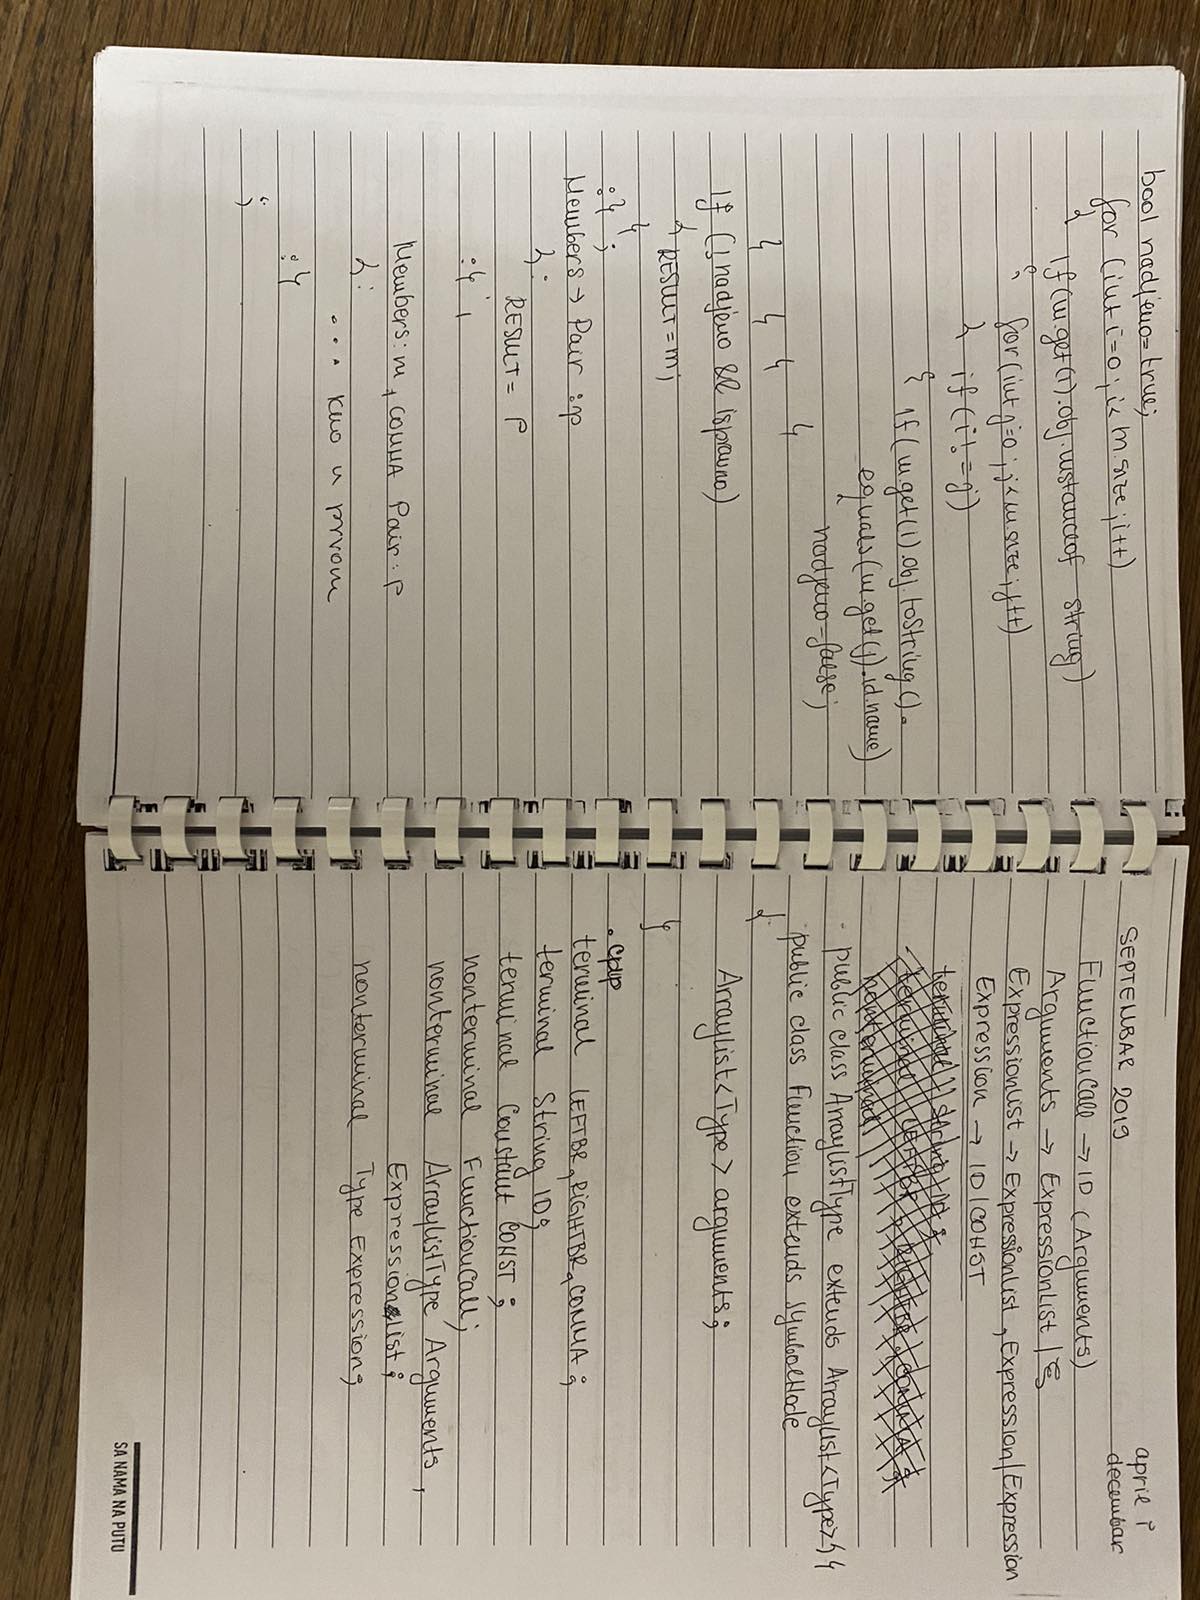 bool nadjeno=true;
for (int i=0; i<m.size; i++)
{ if(m.get(i).obj.instanceof string)
{ for(int j=0; j<m.size; j++)
{ if(i!=j)
{ if(m.get(i).obj.toString().
equals(m.get(j).id.name)
nadjeno=false;
}
} } }
if (!nadjeno && ispravno)
{ RESULT=m;
}
:};
Members → Pair :p
{:
RESULT= p
:} |
Members:m, COMMA Pair:p
{:
... kao u prvom
:}
;
april i
decembar
SEPTEMBAR 2019
FunctionCall → ID (Arguments)
Arguments → ExpressionList | ε
ExpressionList → ExpressionList, Expression | Expression
Expression → ID | CONST
· public class ArraylistType extends Arraylist<Type>{}
· public class Function extends SymbolNode
{
Arraylist<Type> arguments;
}
. cup
terminal LEFTBR, RIGHTBR, COMMA;
terminal String ID;
terminal Constant CONST;
nonterminal FunctionCall;
nonterminal ArraylistType Arguments,
Expressionlist;
nonterminal Type Expression;
SA NAMA NA PUTU